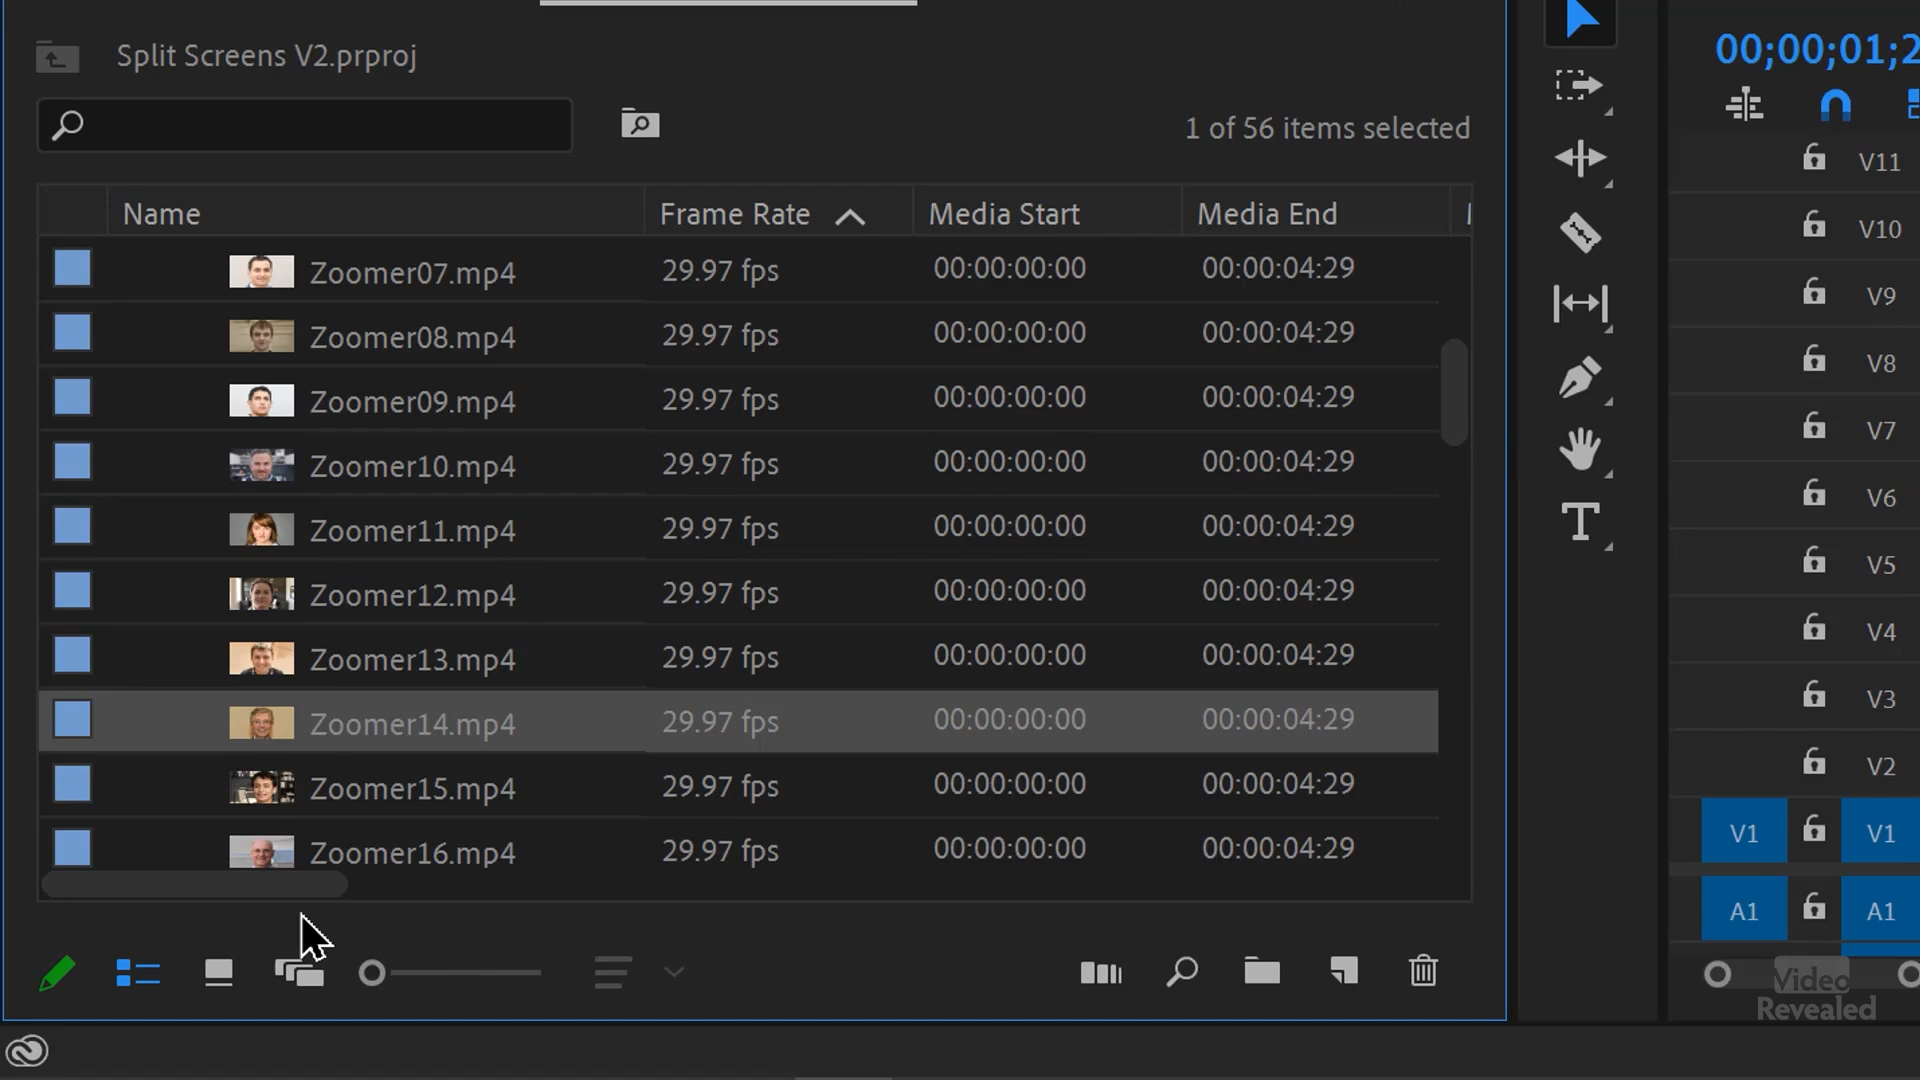 Split Screens V2.prproj
00;00;01;2
1 of 56 items selected
Name Frame Rate Media Start Media End
Zoomer07.mp4 29.97 fps 00:00:00:00 00:00:04:29
Zoomer08.mp4 29.97 fps 00:00:00:00 00:00:04:29
Zoomer09.mp4 29.97 fps 00:00:00:00 00:00:04:29
Zoomer10.mp4 29.97 fps 00:00:00:00 00:00:04:29
Zoomer11.mp4 29.97 fps 00:00:00:00 00:00:04:29
Zoomer12.mp4 29.97 fps 00:00:00:00 00:00:04:29
Zoomer13.mp4 29.97 fps 00:00:00:00 00:00:04:29
Zoomer14.mp4 29.97 fps 00:00:00:00 00:00:04:29
Zoomer15.mp4 29.97 fps 00:00:00:00 00:00:04:29
Zoomer16.mp4 29.97 fps 00:00:00:00 00:00:04:29
V11
V10
V9
V8
V7
V6
V5
V4
V3
V2
V1 V1
A1 A1
Video
Revealed